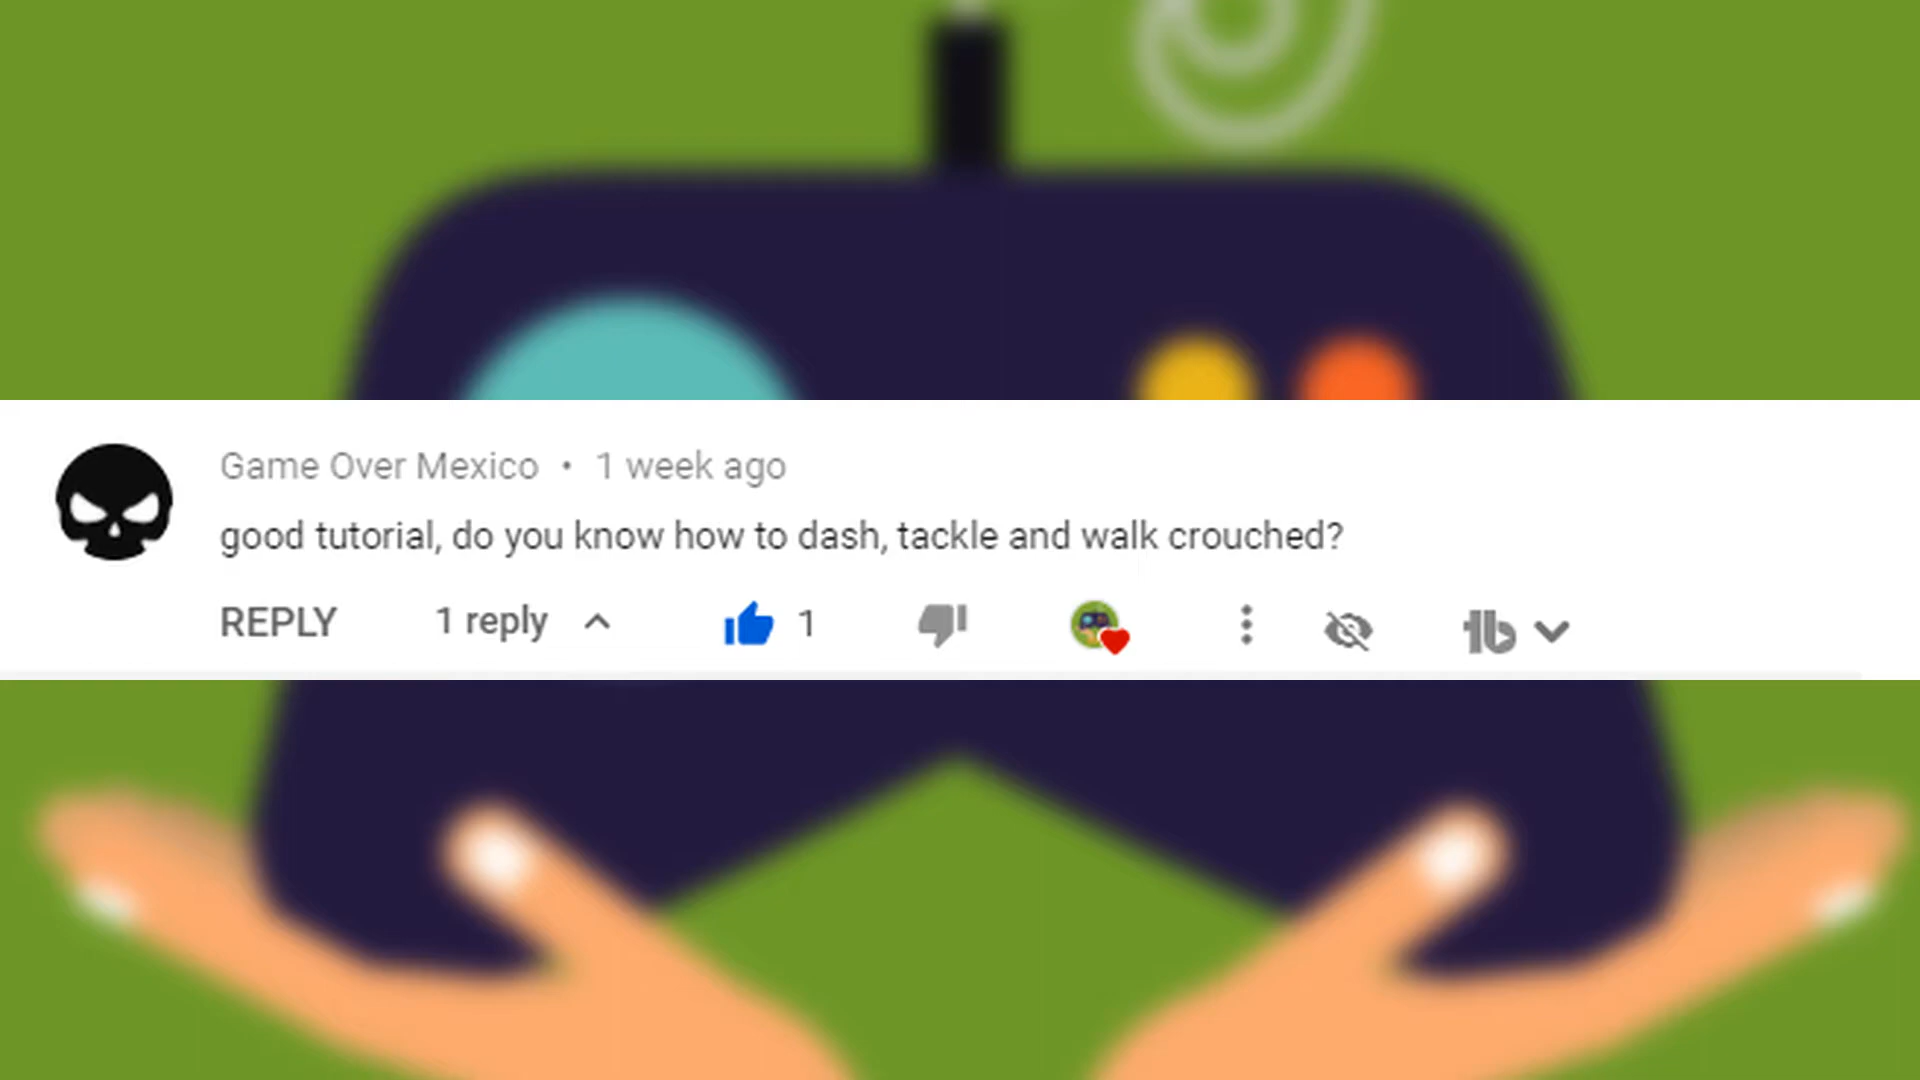 Game Over Mexico • 1 week ago
good tutorial, do you know how to dash, tackle and walk crouched?
REPLY 1 reply 1